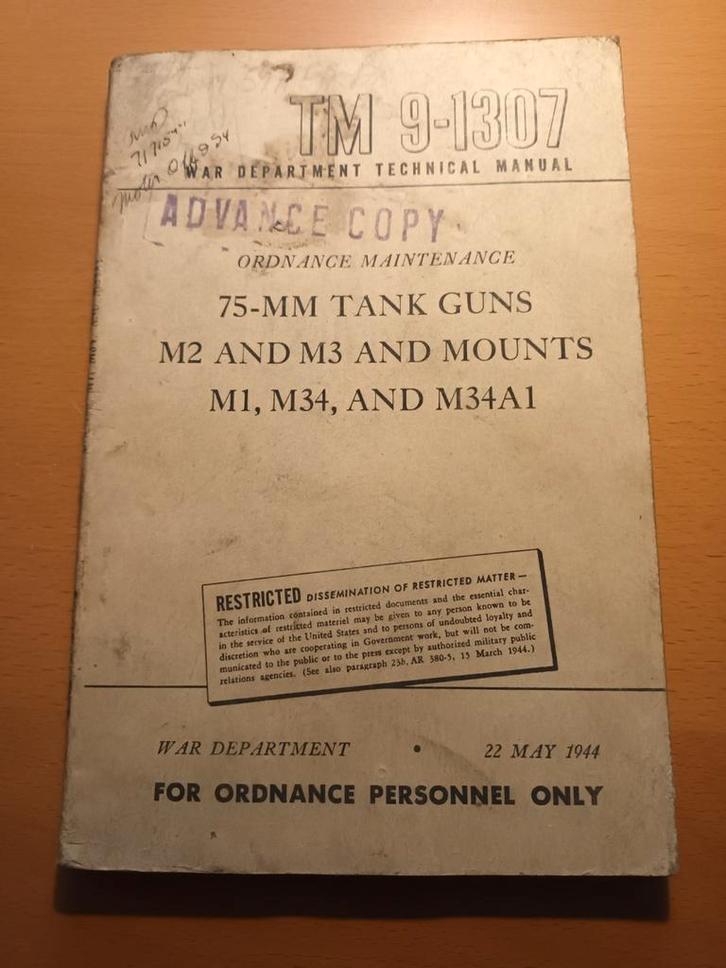 TM 9-1307
WAR DEPARTMENT TECHNICAL MANUAL
ADVANCE COPY
ORDNANCE MAINTENANCE
75-MM TANK GUNS
M2 AND M3 AND MOUNTS
M1, M34, AND M34A1
RESTRICTED DISSEMINATION OF RESTRICTED MATTER—
The information contained in restricted documents and the essential char-
acteristics of restricted materiel may be given to any person known to be
in the service of the United States and to persons of undoubted loyalty and
discretion who are cooperating in Government work, but will not be com-
municated to the public or to the press except by authorized military public
relations agencies. (See also paragraph 23b, AR 380-5, 15 March 1944.)
WAR DEPARTMENT • 22 MAY 1944
FOR ORDNANCE PERSONNEL ONLY